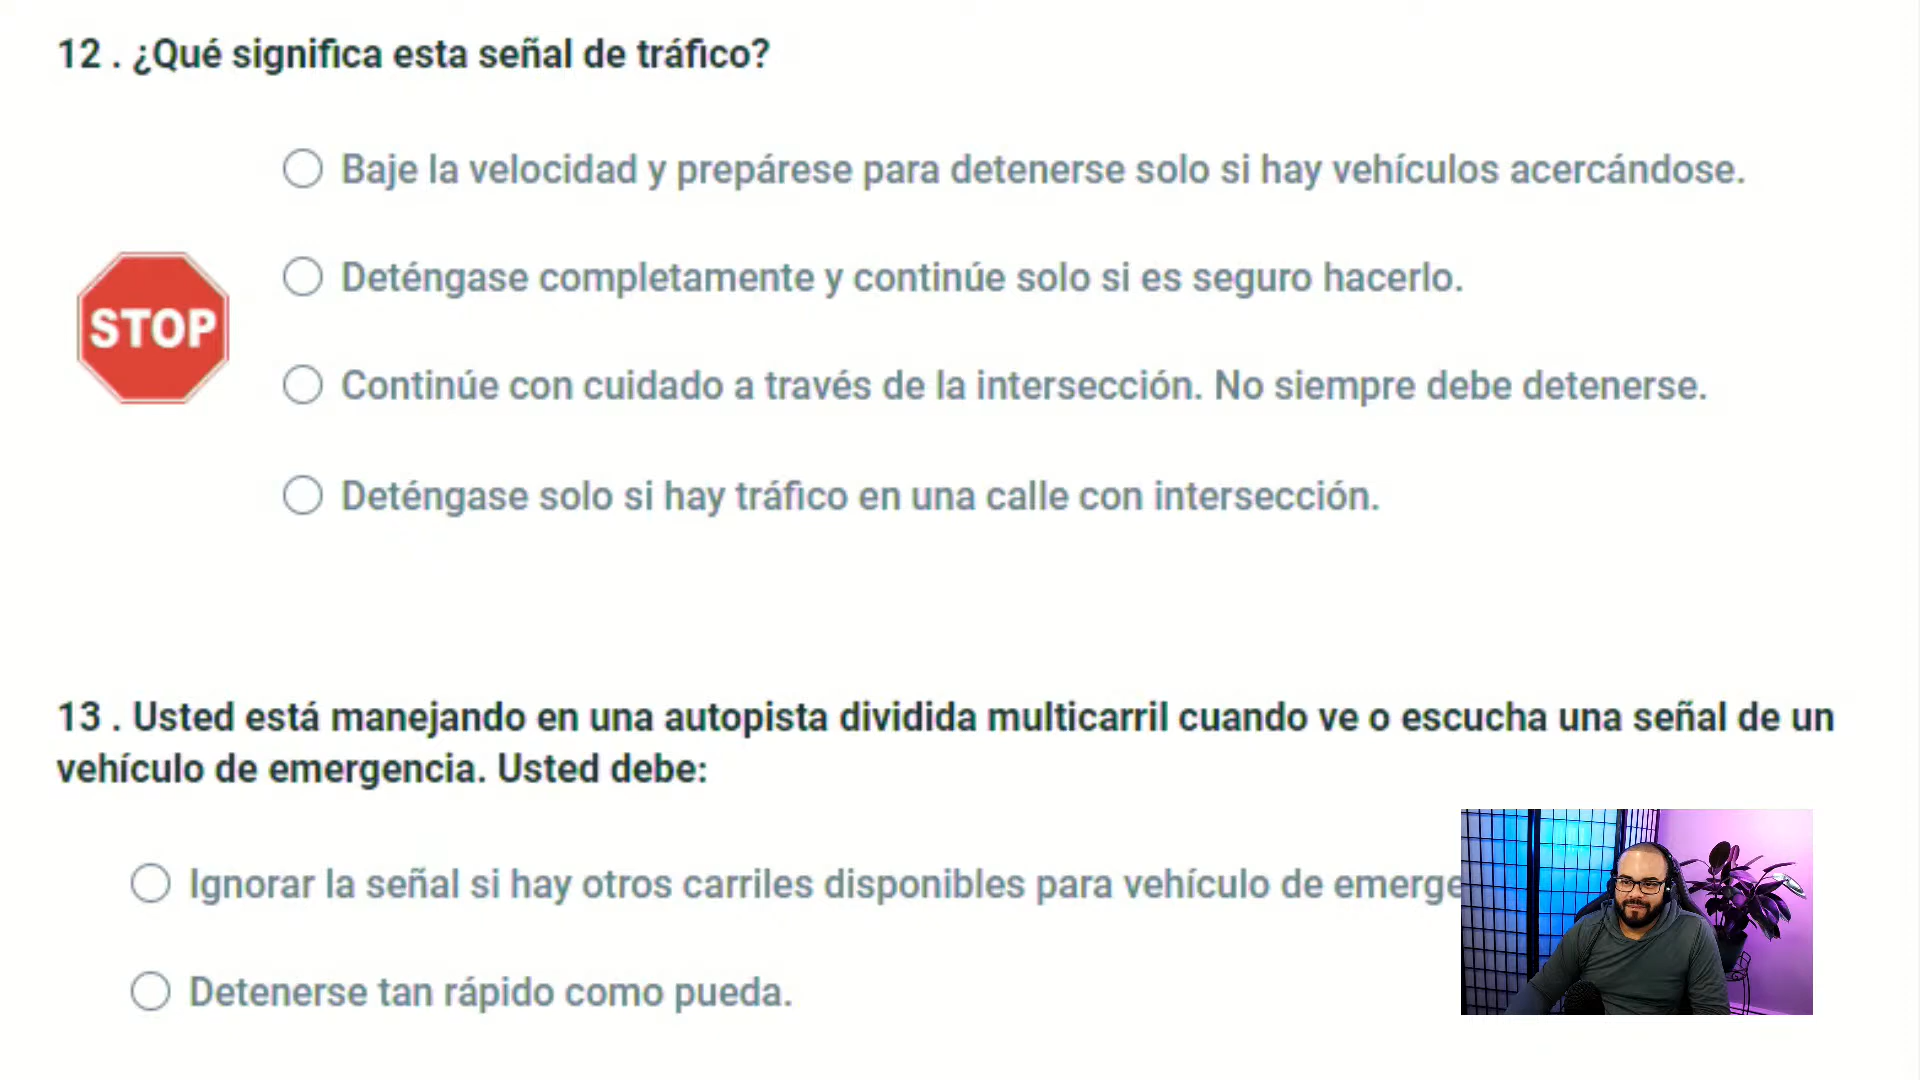 12 . ¿Qué significa esta señal de tráfico?
Baje la velocidad y prepárese para detenerse solo si hay vehículos acercándose.
Deténgase completamente y continúe solo si es seguro hacerlo.
STOP
Continúe con cuidado a través de la intersección. No siempre debe detenerse.
Deténgase solo si hay tráfico en una calle con intersección.
13 . Usted está manejando en una autopista dividida multicarril cuando ve o escucha una señal de un
vehículo de emergencia. Usted debe:
Ignorar la señal si hay otros carriles disponibles para vehículo de emerge
Detenerse tan rápido como pueda.